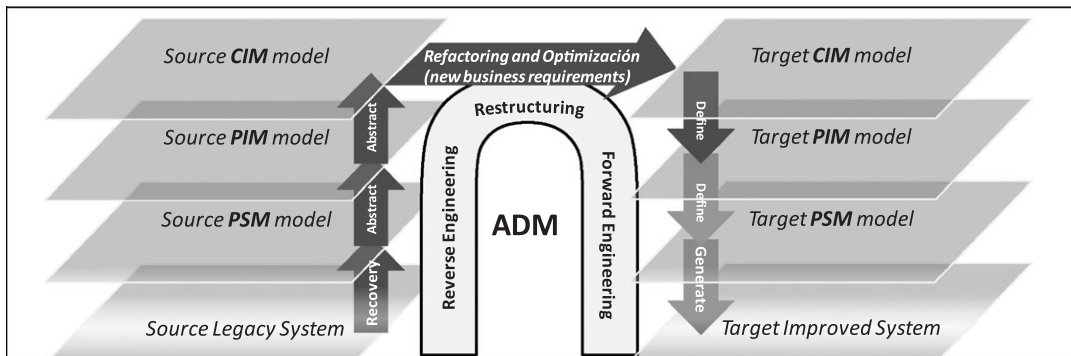 Source CIM model
Source PIM model
Source PSM model
Source Legacy System
Abstract
Abstract
Recovery
Refactoring and Optimización
(new business requirements)
Restructuring
Reverse Engineering
ADM
Forward Engineering
Define
Define
Generate
Target CIM model
Target PIM model
Target PSM model
Target Improved System